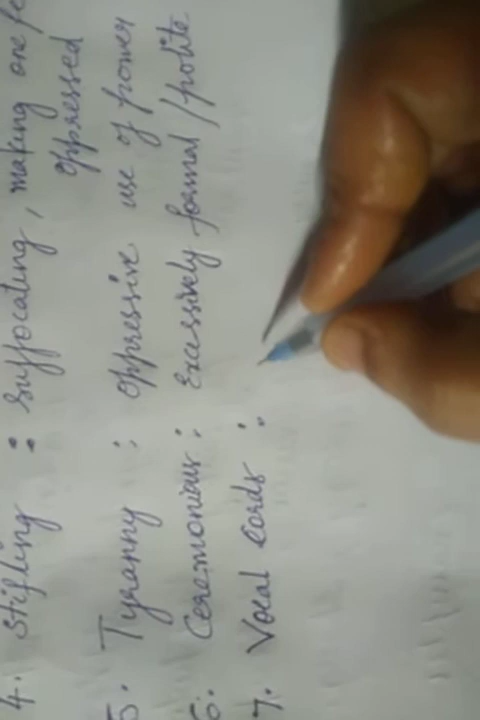 4. Stifling : Suffocating, making one fe
oppressed
5. Tyranny : oppressive use of power
6. Ceremonious : Excessively formal/polite
7. Vocal Cords :